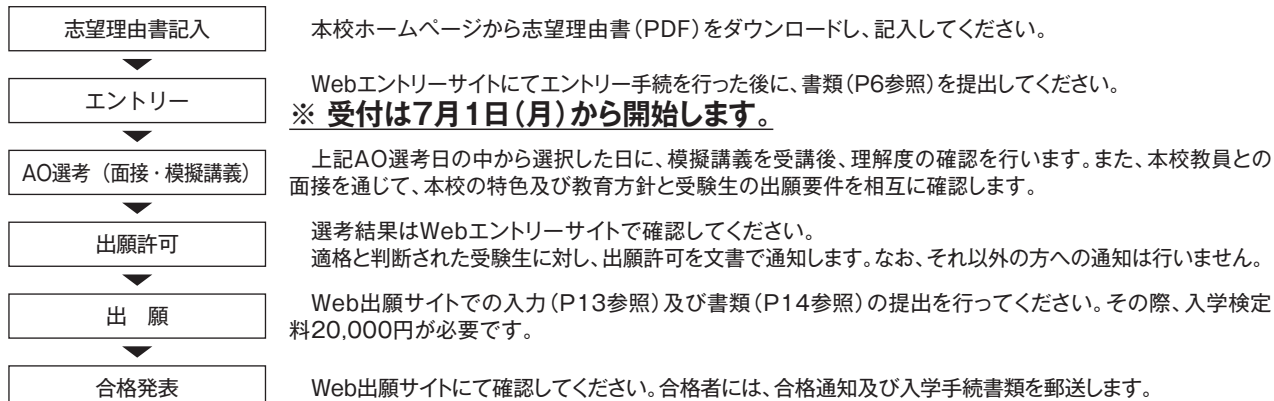 志望理由書記入
本校ホームページから志望理由書(PDF)をダウンロードし、記入してください。
エントリー
Webエントリーサイトにてエントリー手続を行った後に、書類(P6参照)を提出してください。
※ 受付は7月1日(月)から開始します。
AO選考(面接・模擬講義)
上記AO選考日の中から選択した日に、模擬講義を受講後、理解度の確認を行います。また、本校教員との
面接を通じて、本校の特色及び教育方針と受験生の出願要件を相互に確認します。
出願許可
選考結果はWebエントリーサイトで確認してください。
適格と判断された受験生に対し、出願許可を文書で通知します。なお、それ以外の方への通知は行いません。
出 願
Web出願サイトでの入力(P13参照)及び書類(P14参照)の提出を行ってください。その際、入学検定
料20,000円が必要です。
合格発表
Web出願サイトにて確認してください。合格者には、合格通知及び入学手続書類を郵送します。